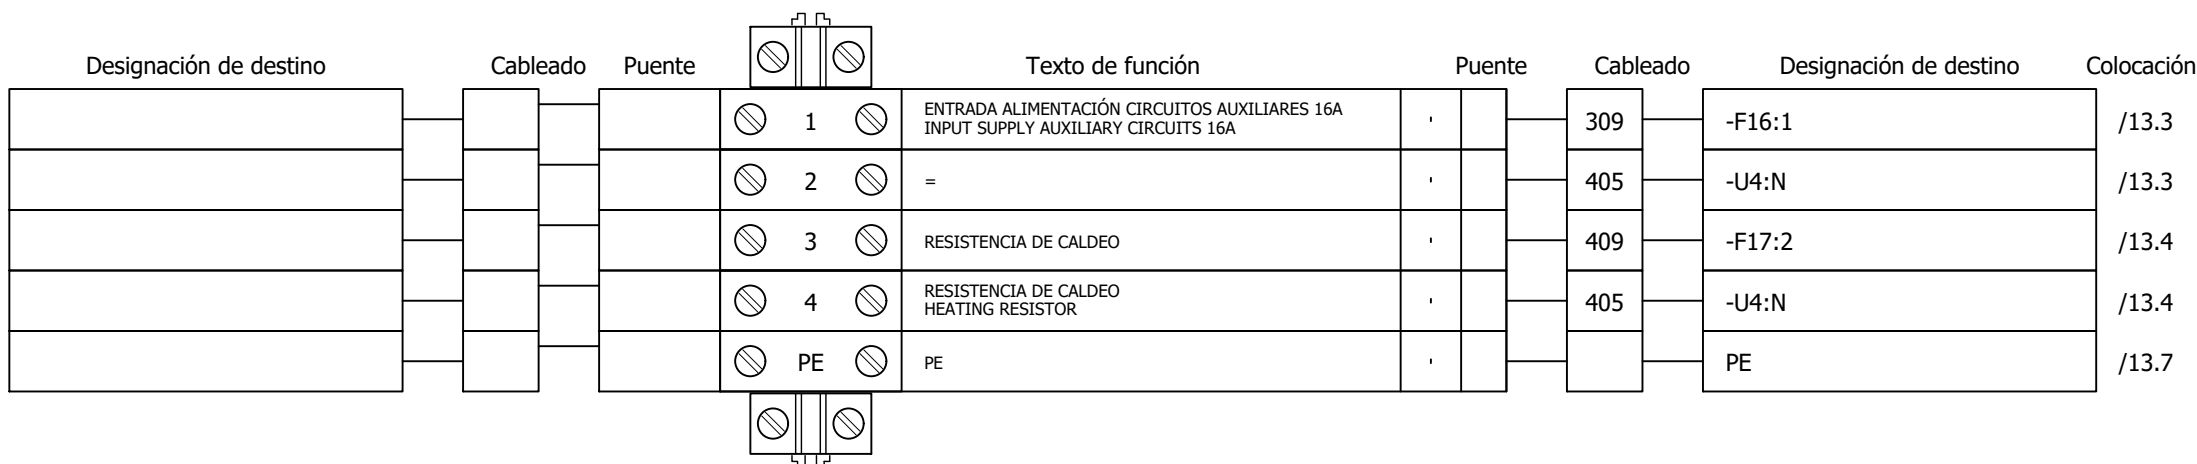 Designación de destino Cableado Puente Texto de función Puente Cableado Designación de destino Colocación
1 ENTRADA ALIMENTACIÓN CIRCUITOS AUXILIARES 16A 309 -F16:1 /13.3
INPUT SUPPLY AUXILIARY CIRCUITS 16A
2 = 405 -U4:N /13.3
3 RESISTENCIA DE CALDEO 409 -F17:2 /13.4
4 RESISTENCIA DE CALDEO 405 -U4:N /13.4
HEATING RESISTOR
PE PE PE /13.7